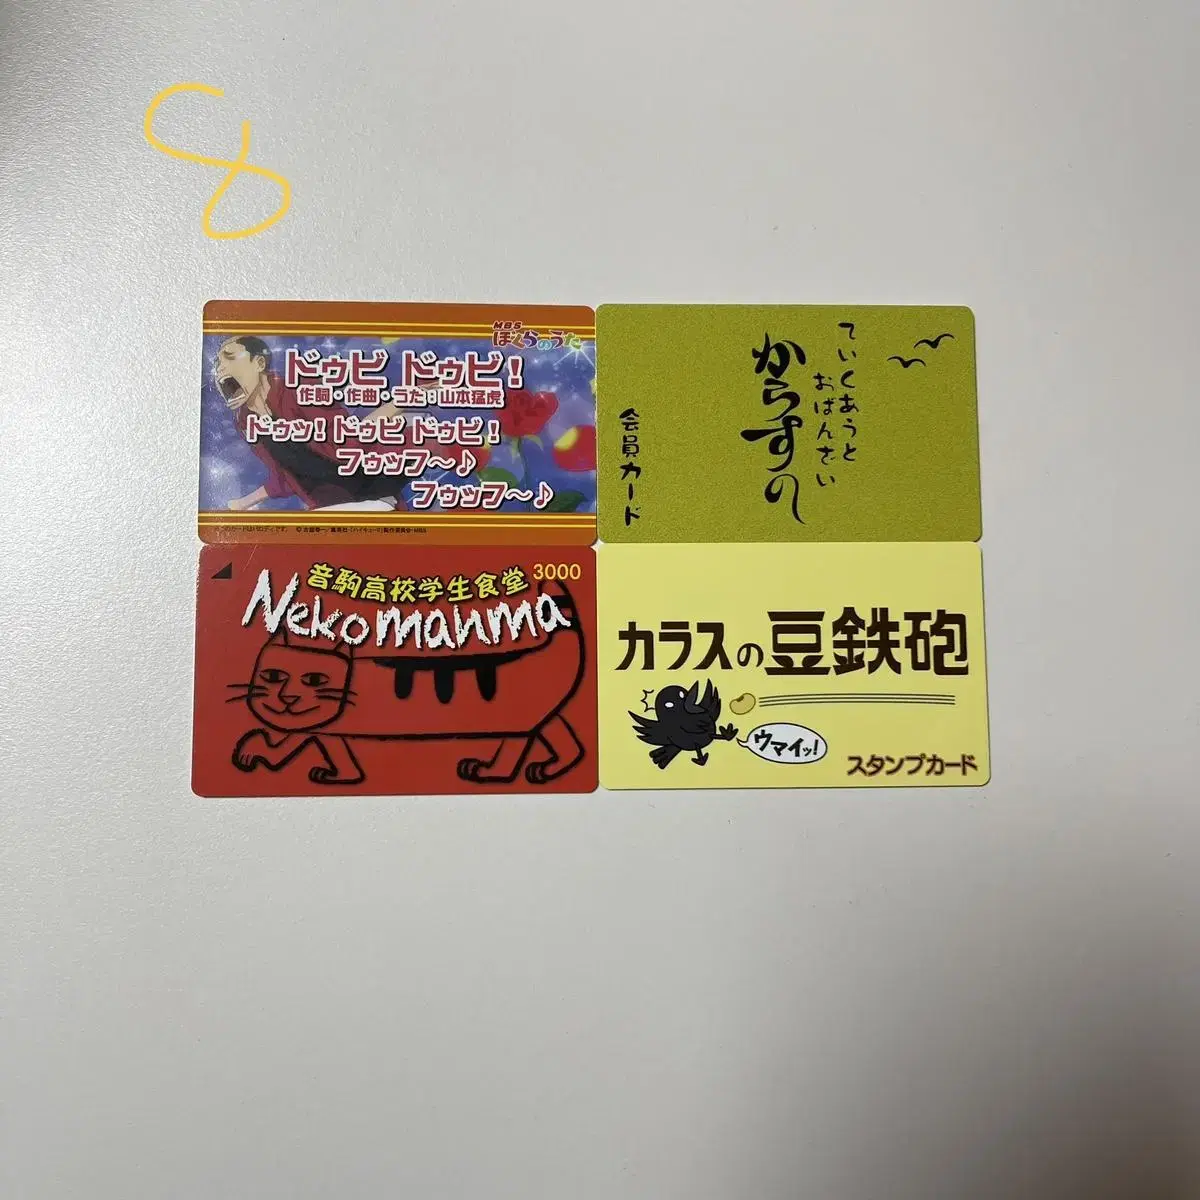 8
MBS
ぼくらのうた
ドゥビ ドゥビ!
作詞・作曲・うた:山本猛虎
ドゥッ!ドゥビ ドゥビ!
フゥッフ〜♪
フゥッフ〜♪
ていくあうと
おばんさい
からすの
会員カード
音駒高校学生食堂 3000
Nekomanma
カラスの豆鉄砲
ウマイッ!
スタンプカード